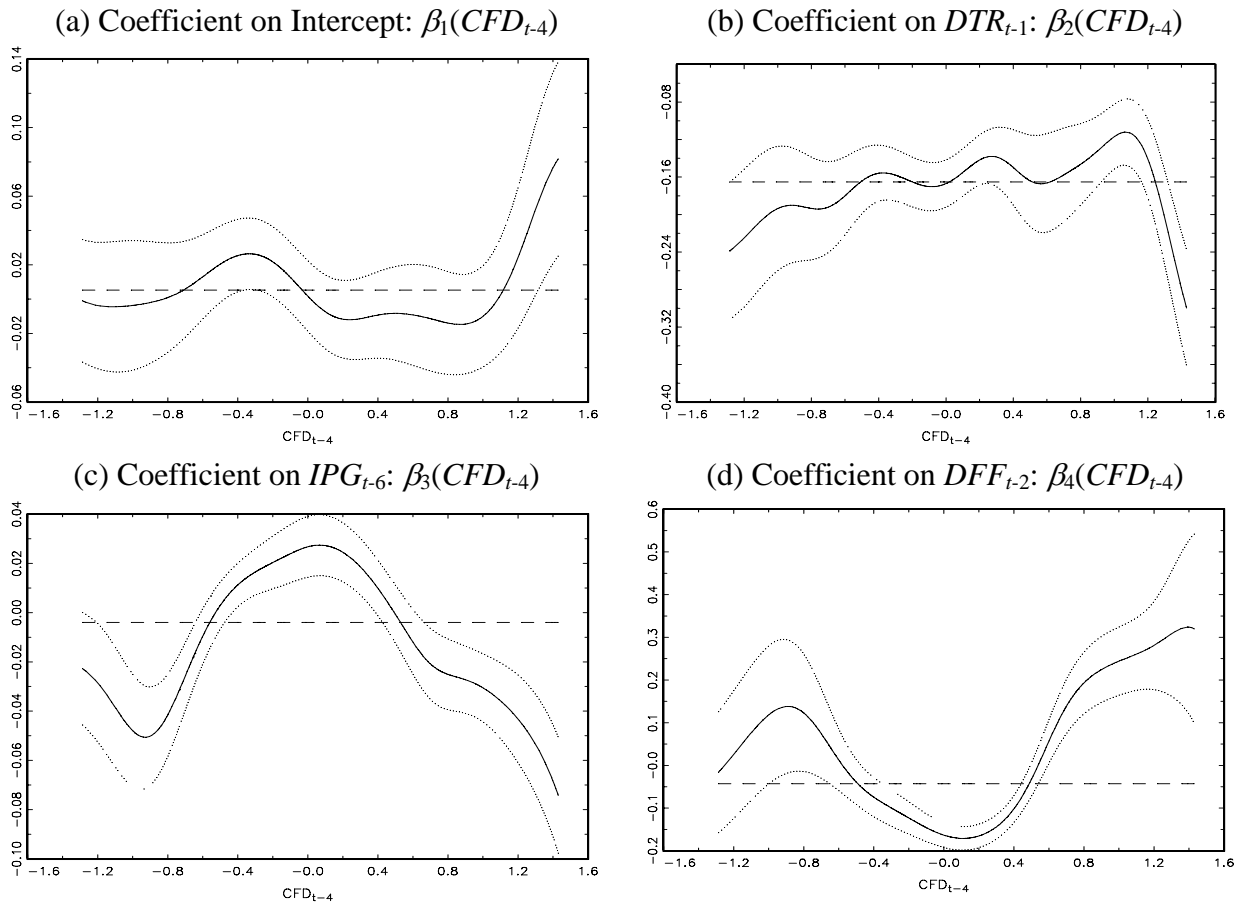 (a) Coefficient on Intercept: β1(CFDt-4)
0.14
0.10
0.06
0.02
−0.02
−0.06
−1.6 −1.2 −0.8 −0.4 −0.0 0.4 0.8 1.2 1.6
CFDt−4
(b) Coefficient on DTRt-1: β2(CFDt-4)
−0.08
−0.16
−0.24
−0.32
−0.40
−1.6 −1.2 −0.8 −0.4 −0.0 0.4 0.8 1.2 1.6
CFDt−4
(c) Coefficient on IPGt-6: β3(CFDt-4)
0.04
0.02
0.00
−0.02
−0.04
−0.06
−0.08
−0.10
−1.6 −1.2 −0.8 −0.4 −0.0 0.4 0.8 1.2 1.6
CFDt−4
(d) Coefficient on DFFt-2: β4(CFDt-4)
0.6
0.5
0.3
0.2
0.1
−0.0
−0.1
−0.2
−1.6 −1.2 −0.8 −0.4 −0.0 0.4 0.8 1.2 1.6
CFDt−4